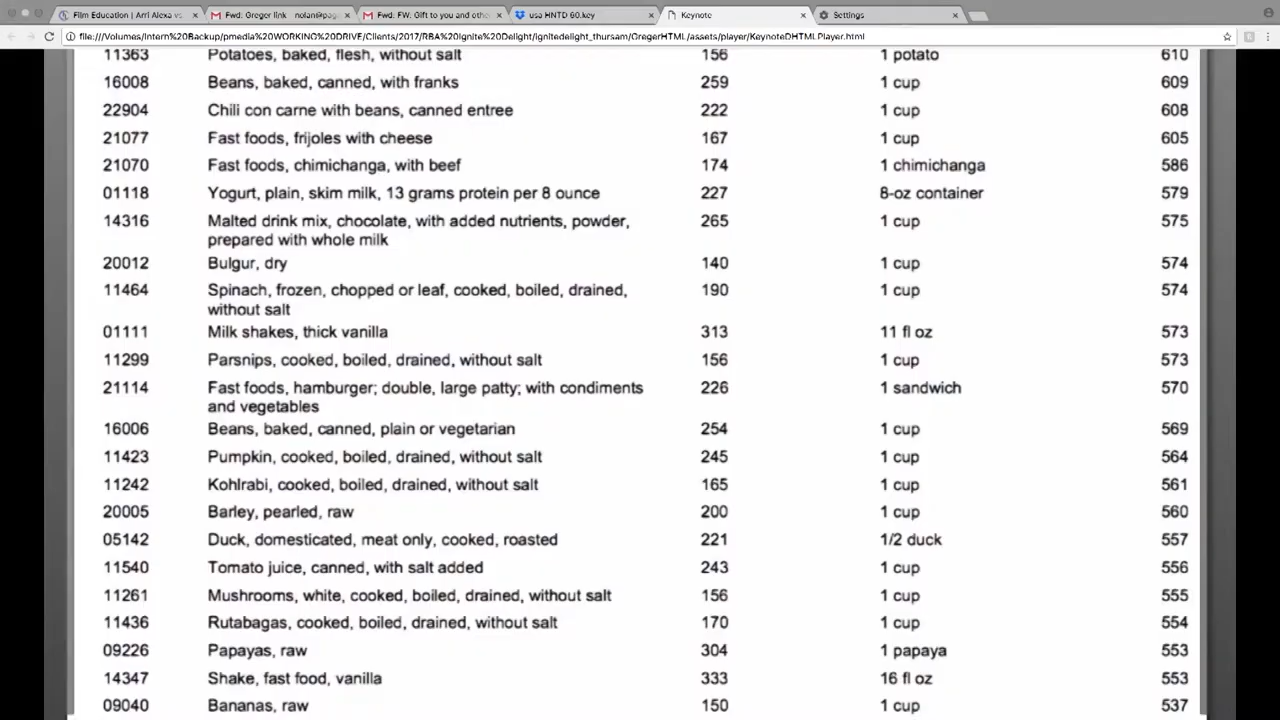 Film Education | Arri Alexa vs.
Fwd: Greger link - nolan@pag
Fwd: FW: Gift to you and othe
usa HNTD 60.key
Keynote
Settings
file:///Volumes/Intern%20Backup/pmedia%20WORKING%20DRIVE/Clients/2017/RBA%20Ignite%20Delight/ignitedelight_thursam/GregerHTML/assets/player/KeynoteDHTMLPlayer.html
11363 Potatoes, baked, flesh, without salt 156 1 potato 610
16008 Beans, baked, canned, with franks 259 1 cup 609
22904 Chili con carne with beans, canned entree 222 1 cup 608
21077 Fast foods, frijoles with cheese 167 1 cup 605
21070 Fast foods, chimichanga, with beef 174 1 chimichanga 586
01118 Yogurt, plain, skim milk, 13 grams protein per 8 ounce 227 8-oz container 579
14316 Malted drink mix, chocolate, with added nutrients, powder, 265 1 cup 575
prepared with whole milk
20012 Bulgur, dry 140 1 cup 574
11464 Spinach, frozen, chopped or leaf, cooked, boiled, drained, 190 1 cup 574
without salt
01111 Milk shakes, thick vanilla 313 11 fl oz 573
11299 Parsnips, cooked, boiled, drained, without salt 156 1 cup 573
21114 Fast foods, hamburger; double, large patty; with condiments 226 1 sandwich 570
and vegetables
16006 Beans, baked, canned, plain or vegetarian 254 1 cup 569
11423 Pumpkin, cooked, boiled, drained, without salt 245 1 cup 564
11242 Kohlrabi, cooked, boiled, drained, without salt 165 1 cup 561
20005 Barley, pearled, raw 200 1 cup 560
05142 Duck, domesticated, meat only, cooked, roasted 221 1/2 duck 557
11540 Tomato juice, canned, with salt added 243 1 cup 556
11261 Mushrooms, white, cooked, boiled, drained, without salt 156 1 cup 555
11436 Rutabagas, cooked, boiled, drained, without salt 170 1 cup 554
09226 Papayas, raw 304 1 papaya 553
14347 Shake, fast food, vanilla 333 16 fl oz 553
09040 Bananas, raw 150 1 cup 537